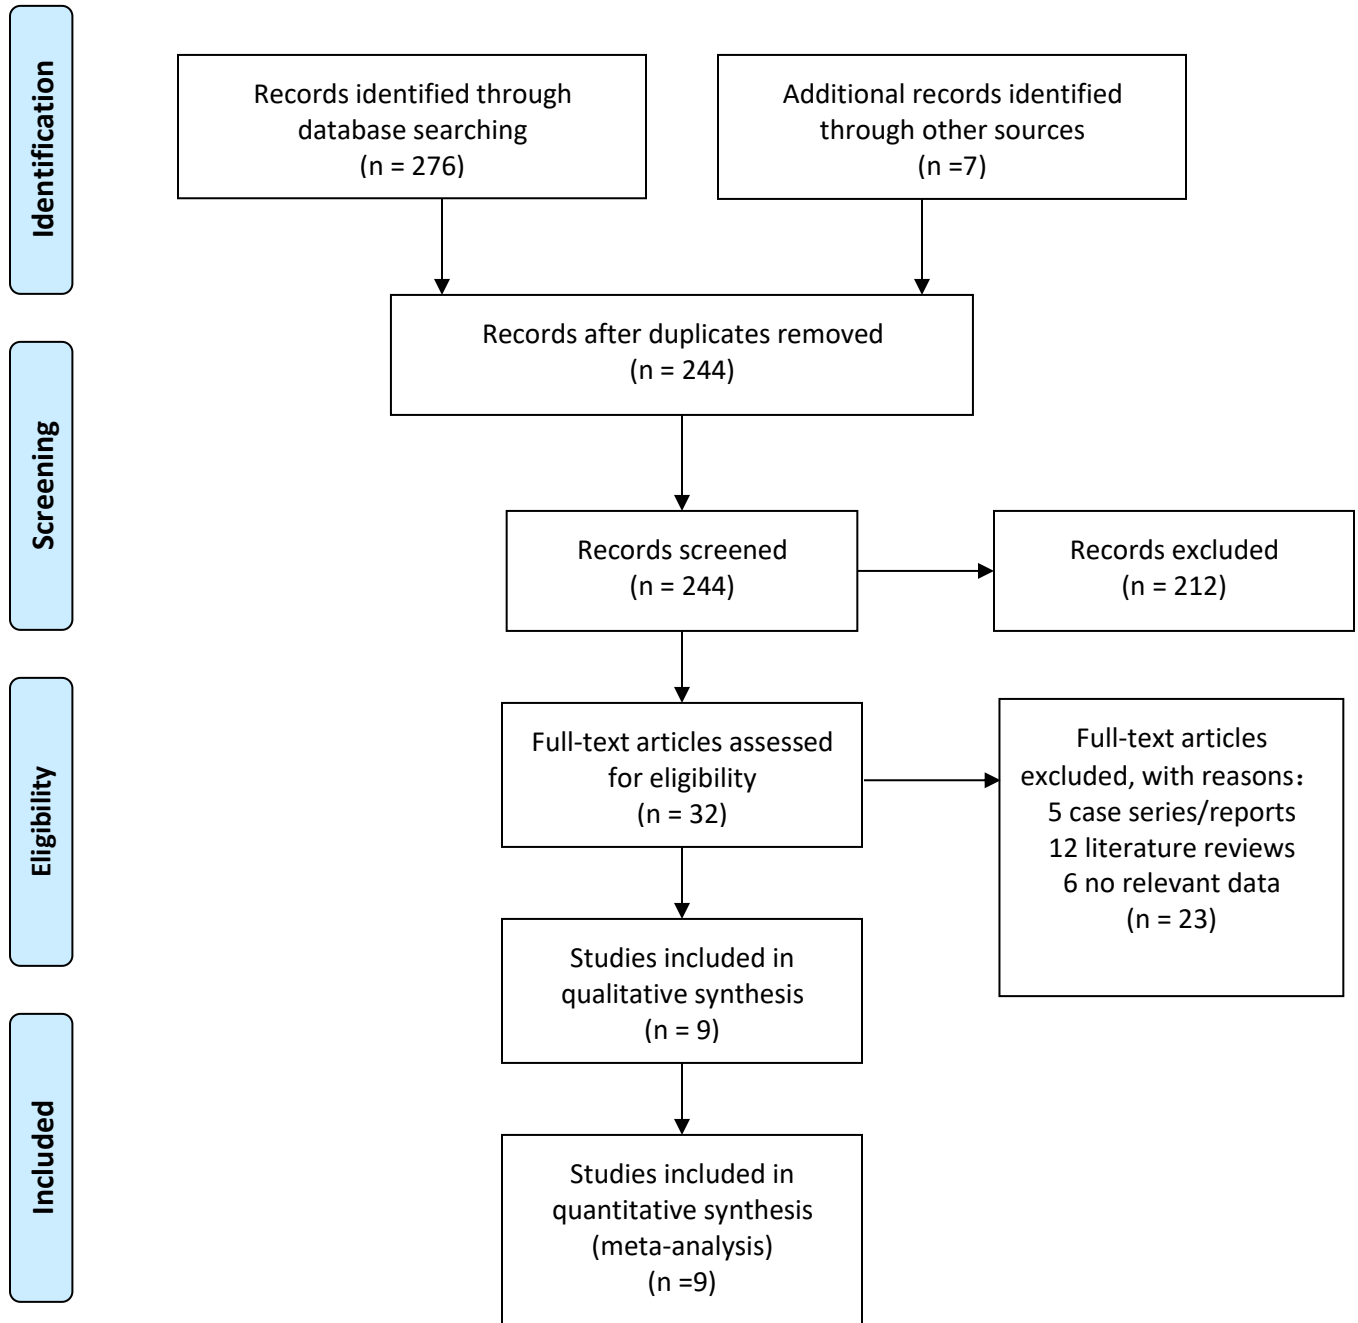 Identification
Records identified through
database searching
(n = 276)
Additional records identified
through other sources
(n =7)
Records after duplicates removed
(n = 244)
Screening
Records screened
(n = 244)
Records excluded
(n = 212)
Eligibility
Full-text articles assessed
for eligibility
(n = 32)
Full-text articles
excluded, with reasons：
5 case series/reports
12 literature reviews
6 no relevant data
(n = 23)
Studies included in
qualitative synthesis
(n = 9)
Included
Studies included in
quantitative synthesis
(meta-analysis)
(n =9)